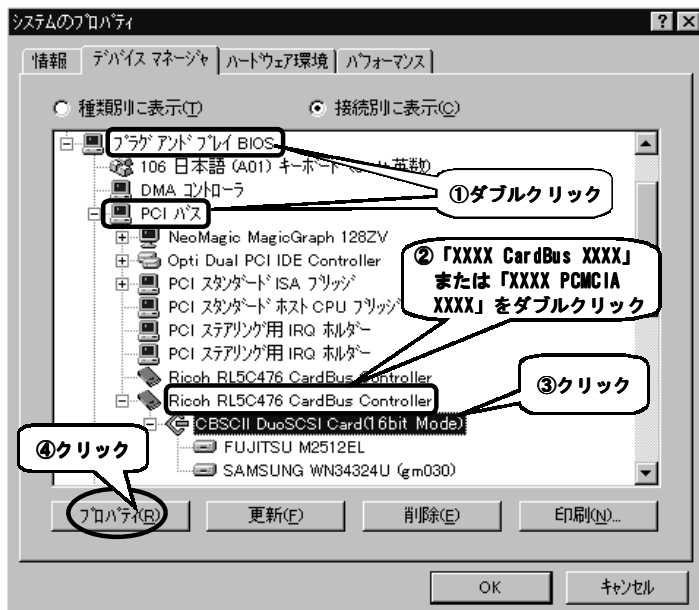 システムのプロパティ
情報 デバイス マネージャ ハードウェア環境 パフォーマンス
種類別に表示(T) 接続別に表示(C)
プラグ アンド プレイ BIOS
106 日本語 (A01) キーボード (Ctrl+英数)
DMA コントローラ
①ダブルクリック
PCI バス
NeoMagic MagicGraph 128ZV
Opti Dual PCI IDE Controller
PCI スタンダード ISA ブリッジ
PCI スタンダード ホスト CPU ブリッジ
PCI ステアリング用 IRQ ホルダー
PCI ステアリング用 IRQ ホルダー
②「XXXX CardBus XXXX」
または「XXXX PCMCIA
XXXX」をダブルクリック
Ricoh RL5C476 CardBus Controller
Ricoh RL5C476 CardBus Controller
③クリック
CBSCII DuoSCSI Card(16bit Mode)
FUJITSU M2512EL
SAMSUNG WN34324U (gm030)
④クリック
プロパティ(R) 更新(F) 削除(E) 印刷(N)...
OK キャンセル